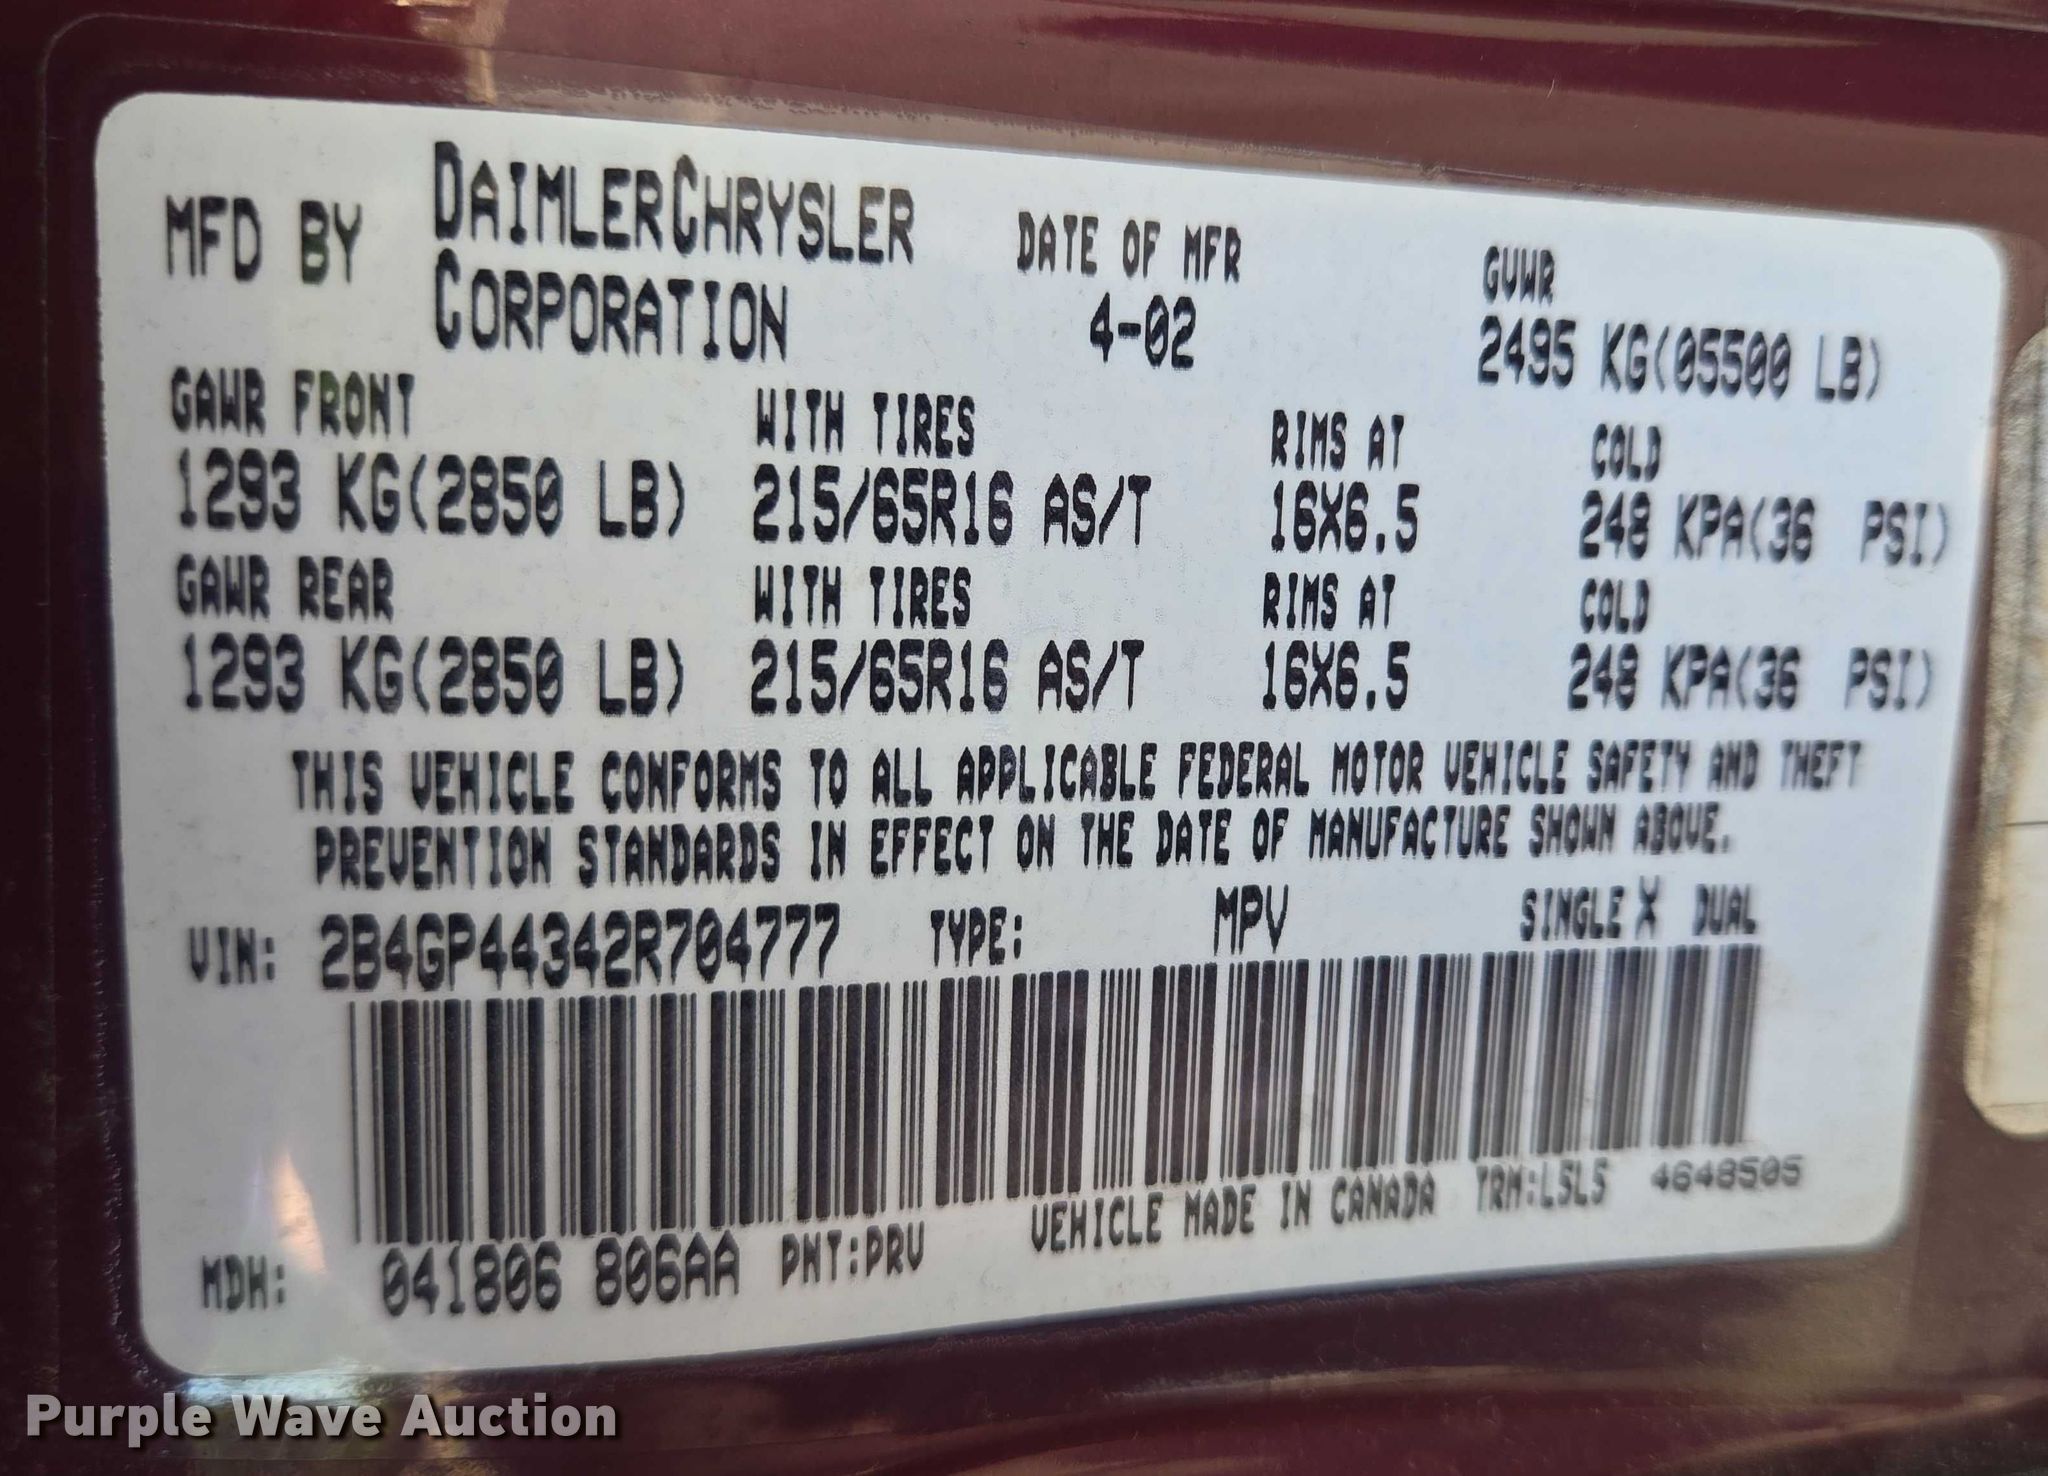 MFD BY DAIMLERCHRYSLER CORPORATION DATE OF MFR 4-02 GVWR 2495 KG(05500 LB)
GAWR FRONT WITH TIRES RIMS AT COLD
1293 KG(2850 LB) 215/65R16 AS/T 16X6.5 248 KPA(36 PSI)
GAWR REAR WITH TIRES RIMS AT COLD
1293 KG(2850 LB) 215/65R16 AS/T 16X6.5 248 KPA(36 PSI)
THIS VEHICLE CONFORMS TO ALL APPLICABLE FEDERAL MOTOR VEHICLE SAFETY AND THEFT
PREVENTION STANDARDS IN EFFECT ON THE DATE OF MANUFACTURE SHOWN ABOVE.
VIN: 2B4GP44342R704777 TYPE: MPV SINGLE X DUAL
MDH: 041806 806AA PNT:PRV VEHICLE MADE IN CANADA TRM:L5L5 4648505
Purple Wave Auction